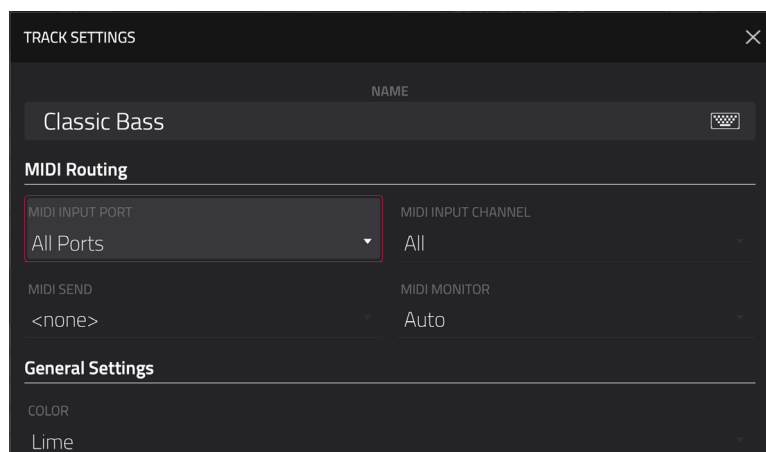 TRACK SETTINGS
NAME
Classic Bass
MIDI Routing
MIDI INPUT PORT
All Ports
MIDI INPUT CHANNEL
All
MIDI SEND
<none>
MIDI MONITOR
Auto
General Settings
COLOR
Lime